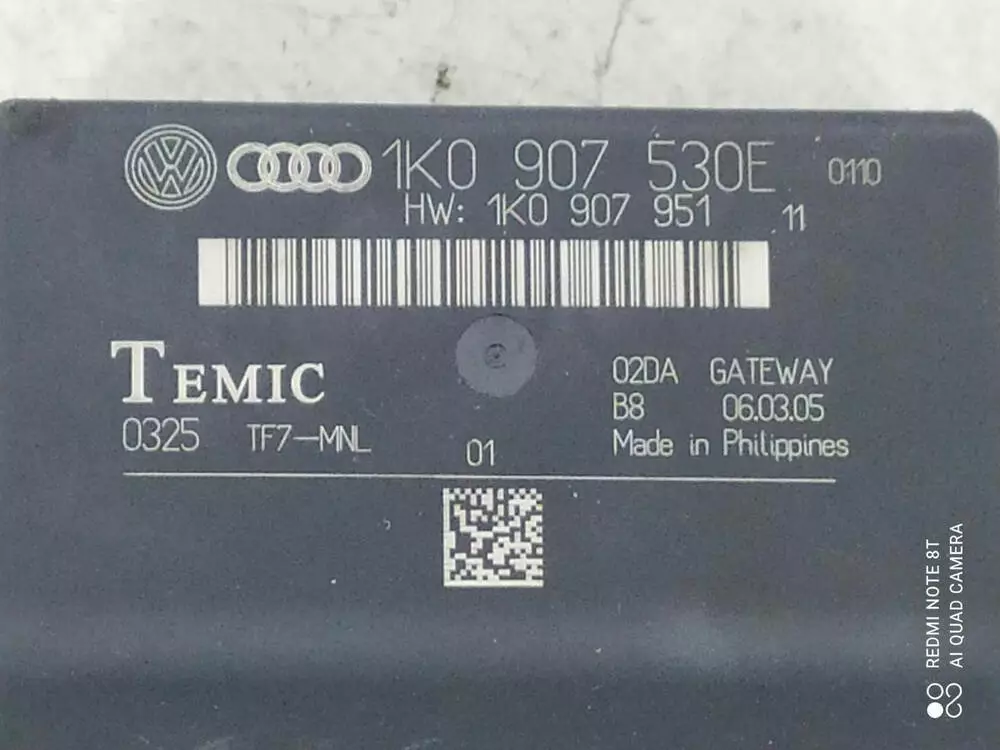 1K0 907 530E 0110
HW: 1K0 907 951 11
TEMIC
0325 TF7-MNL
01
02DA GATEWAY
B8 06.03.05
Made in Philippines
REDMI NOTE 8T
AI QUAD CAMERA